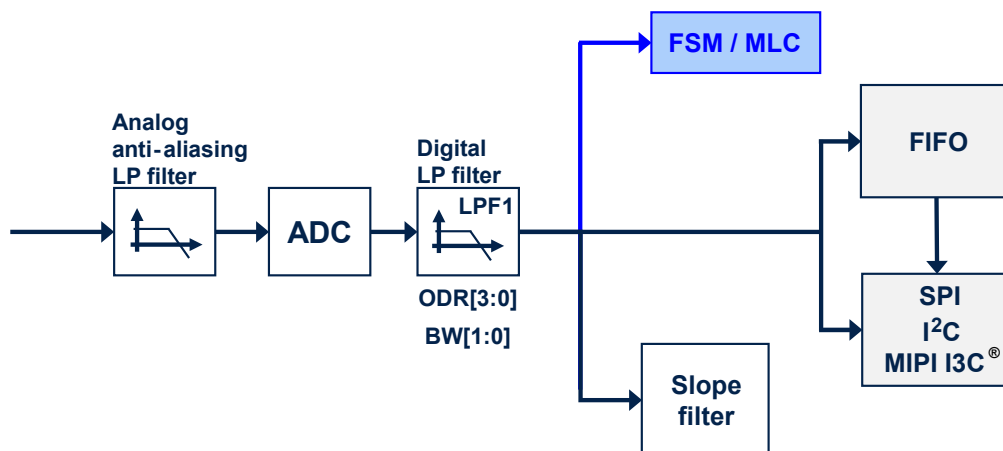 FSM / MLC
Analog
anti-aliasing
LP filter
Digital
LP filter
LPF1
ADC
FIFO
ODR[3:0]
BW[1:0]
SPI
I²C
MIPI I3C®
Slope
filter